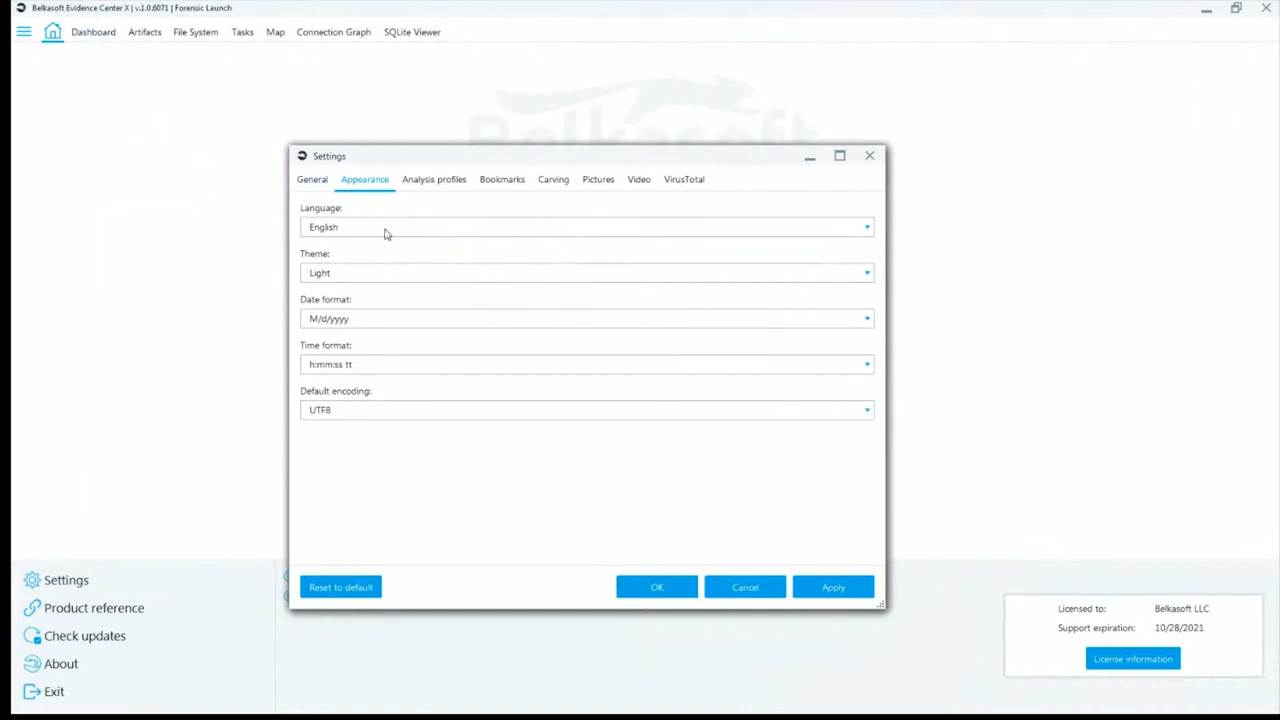 Belkasoft Evidence Center X | v.1.0.6071 | Forensic Launch
Dashboard Artifacts File System Tasks Map Connection Graph SQLite Viewer
Belkasoft
Settings
General Appearance Analysis profiles Bookmarks Carving Pictures Video VirusTotal
Language:
English
Theme:
Light
Date format:
M/d/yyyy
Time format:
h:mm:ss tt
Default encoding:
UTF8
Reset to default OK Cancel Apply
Settings
Product reference
Check updates
About
Exit
Licensed to: Belkasoft LLC
Support expiration: 10/28/2021
License information